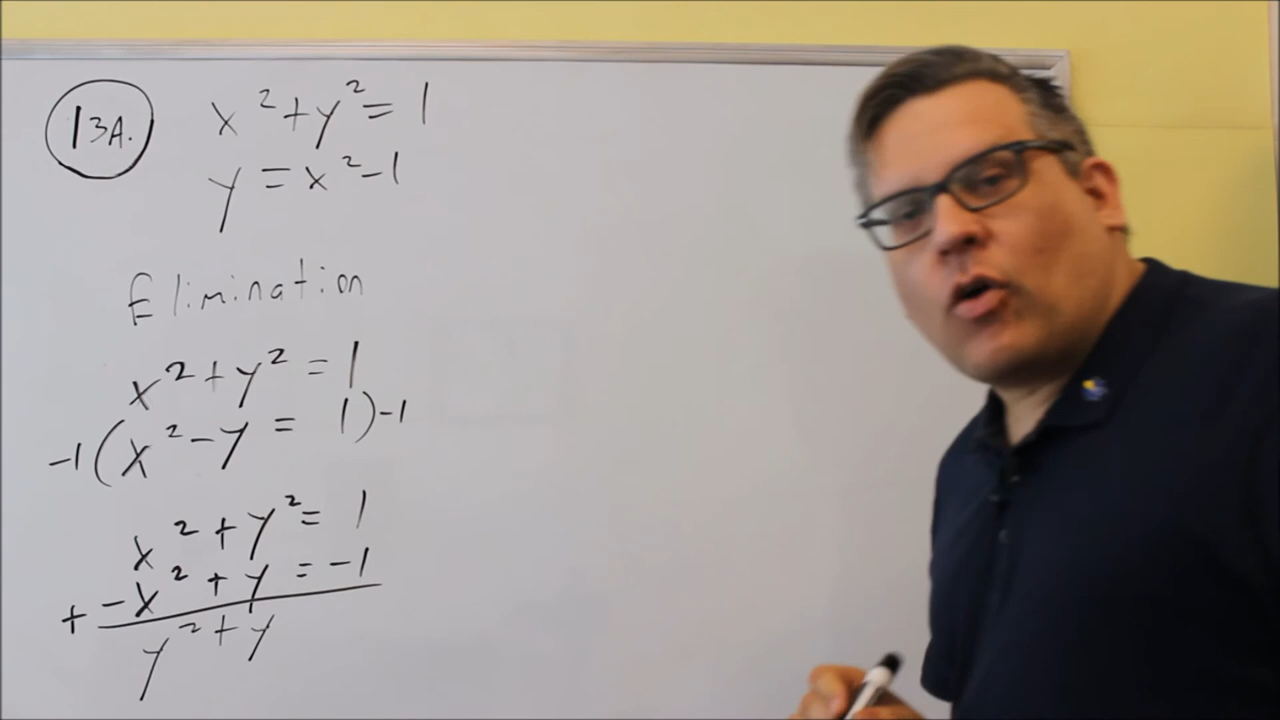 13A.
x² + y² = 1
y = x² - 1
Elimination
x² + y² = 1
-1(x² - y = 1)-1
x² + y² = 1
+ -x² + y = -1
y² + y